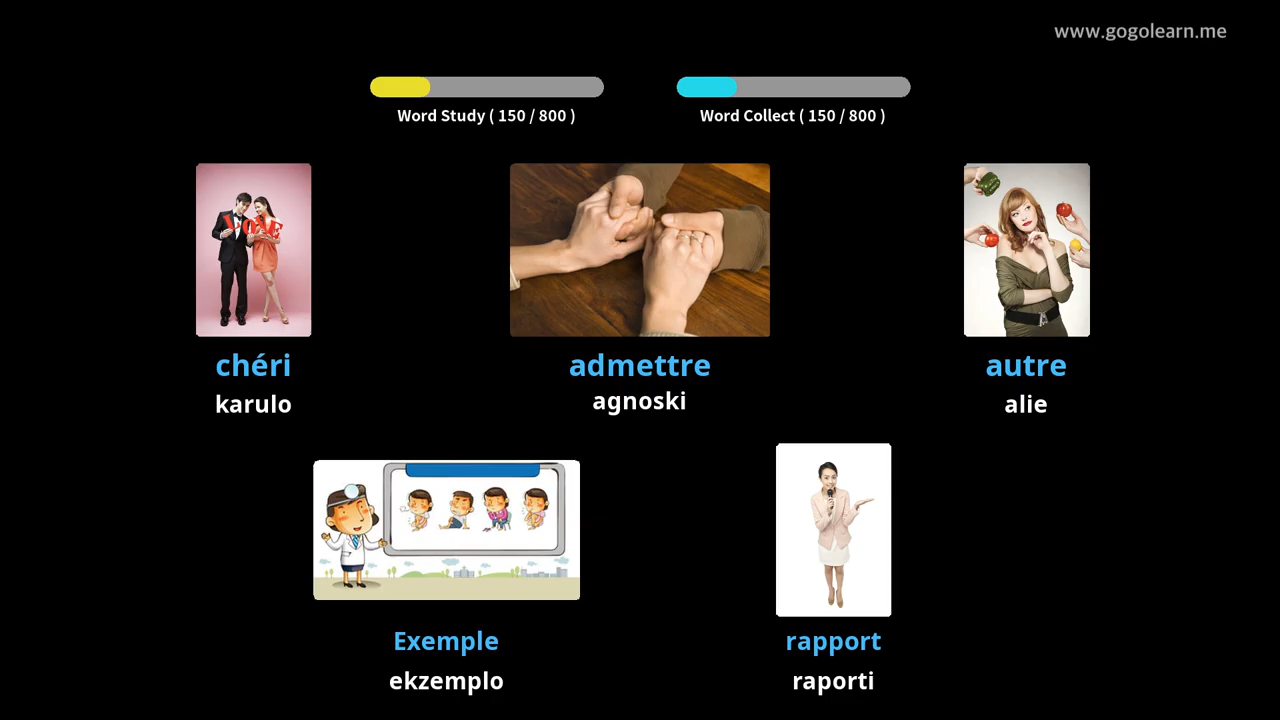 www.gogolearn.me
Word Study ( 150 / 800 )
Word Collect ( 150 / 800 )
LOVE
chéri
admettre
autre
karulo
agnoski
alie
Exemple
rapport
ekzemplo
raporti